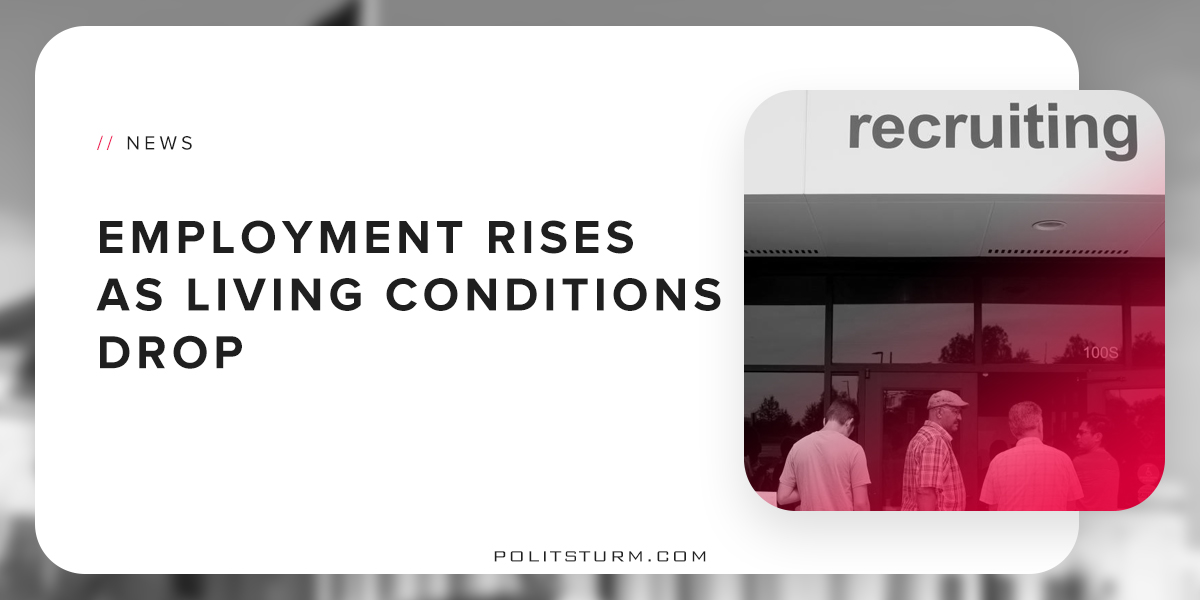 // NEWS
EMPLOYMENT RISES
AS LIVING CONDITIONS
DROP
recruiting
100S
POLITSTURM.COM